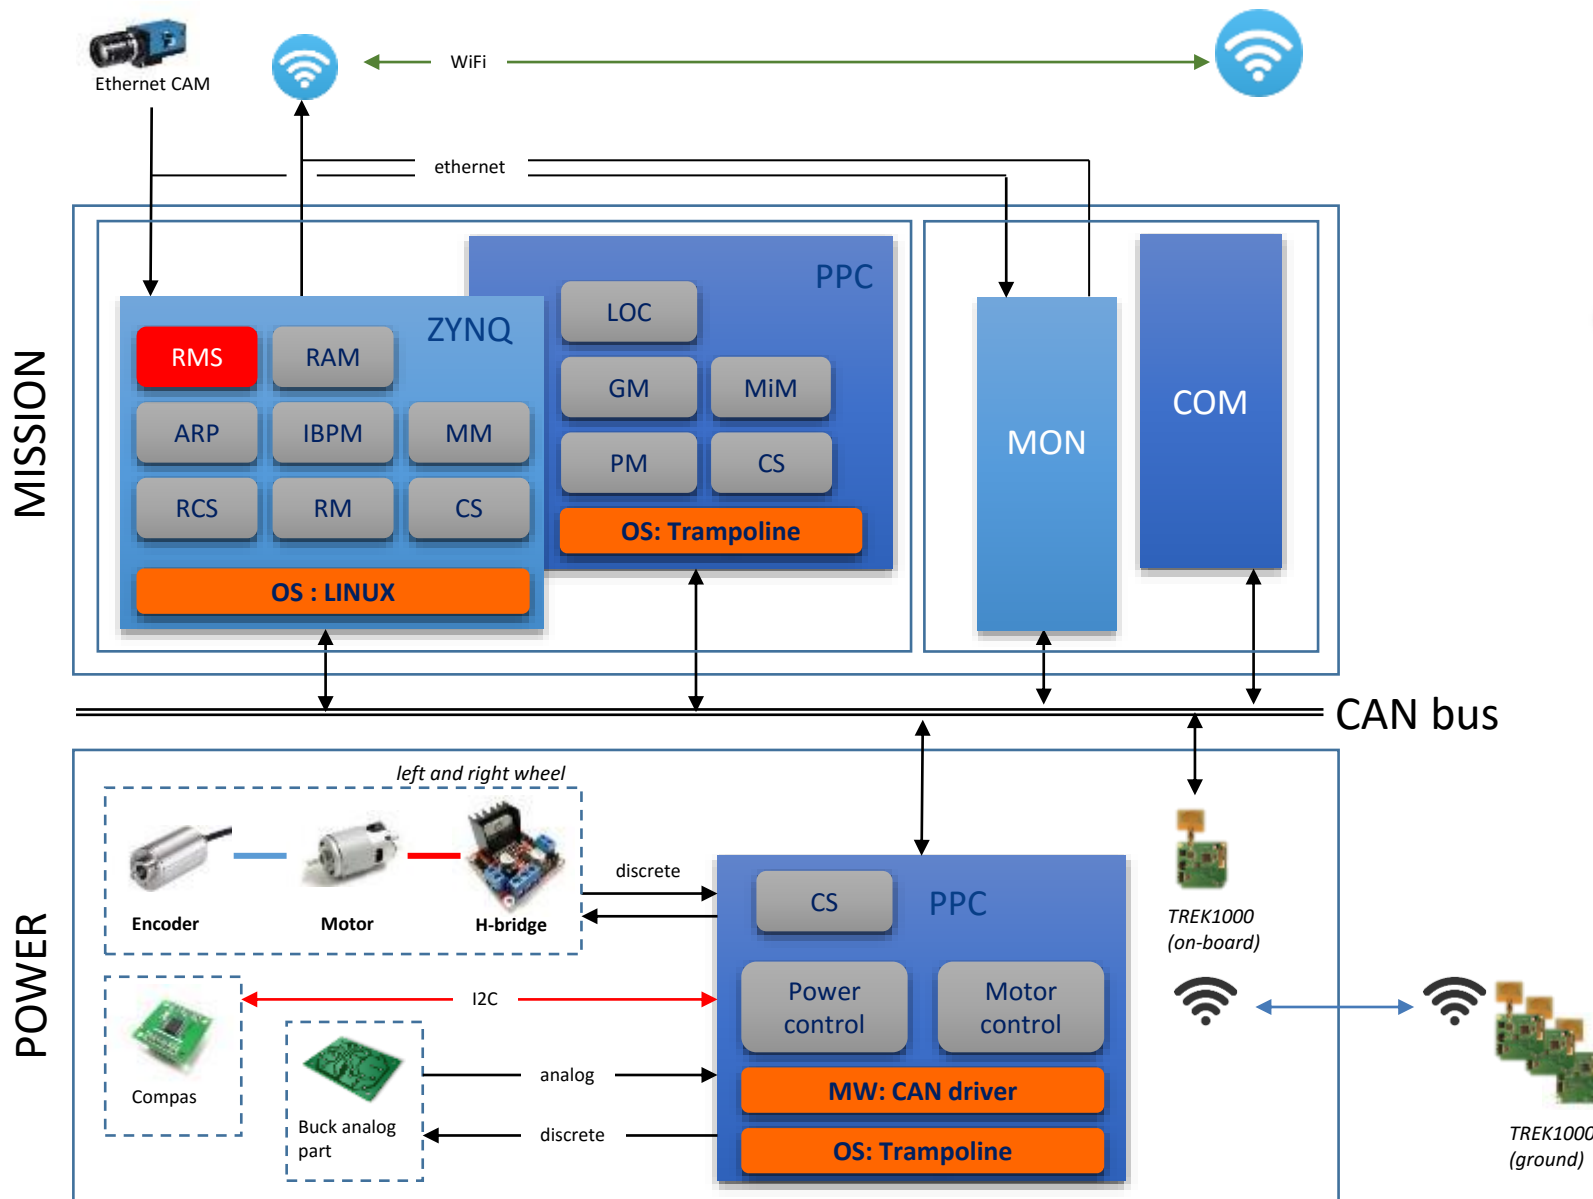 Ethernet CAM
WiFi
ethernet
MISSION
ZYNQ
RMS
RAM
ARP
IBPM
MM
RCS
RM
CS
OS : LINUX
PPC
LOC
GM
MiM
PM
CS
OS: Trampoline
MON
COM
CAN bus
POWER
left and right wheel
Encoder
Motor
H-bridge
discrete
I2C
Compas
Buck analog
part
analog
discrete
CS
PPC
Power
control
Motor
control
MW: CAN driver
OS: Trampoline
TREK1000
(on-board)
TREK1000
(ground)